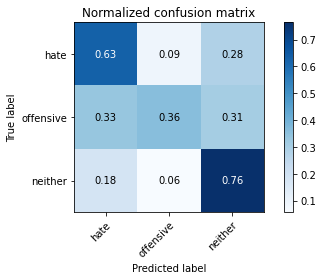 Normalized confusion matrix
True label
hate 0.63 0.09 0.28
offensive 0.33 0.36 0.31
neither 0.18 0.06 0.76
hate offensive neither
Predicted label
0.7
0.6
0.5
0.4
0.3
0.2
0.1